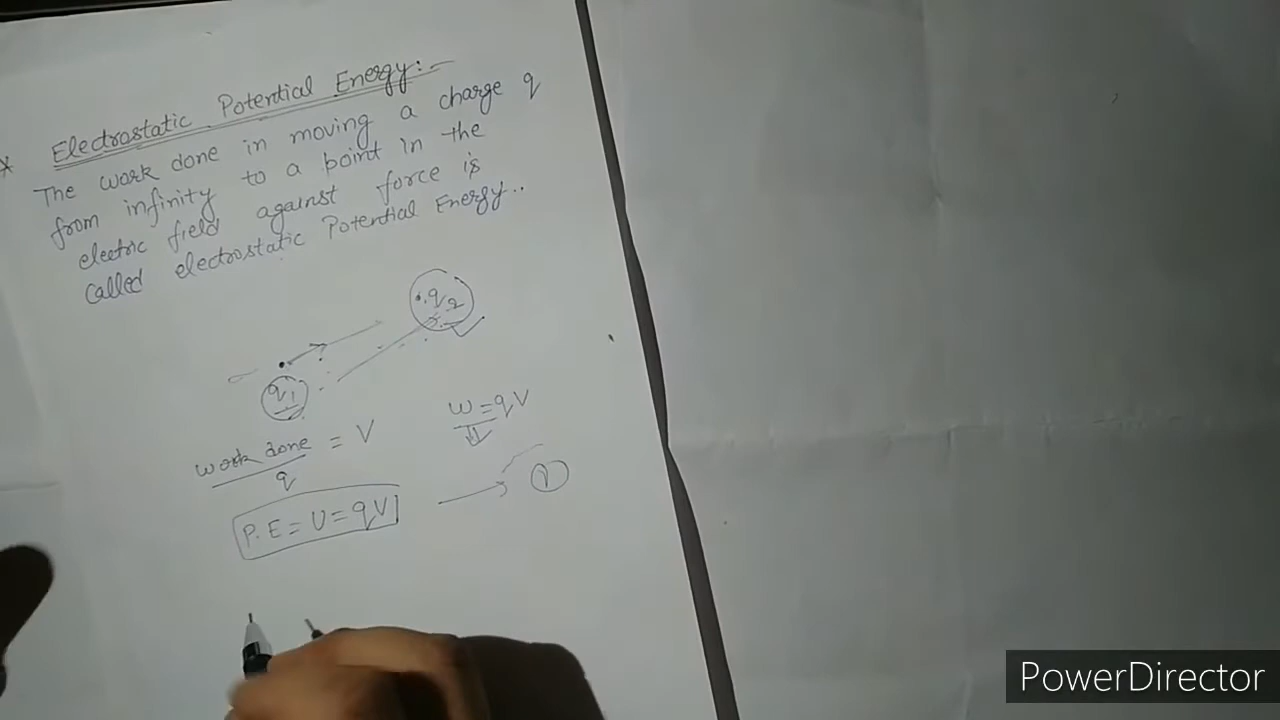 * Electrostatic Potential Energy:-
The work done in moving a charge q
from infinity to a point in the
electric field against force is
called electrostatic Potential Energy..
q2
q1
work done / q = V
w = qV
P.E = U = qV
1
PowerDirector